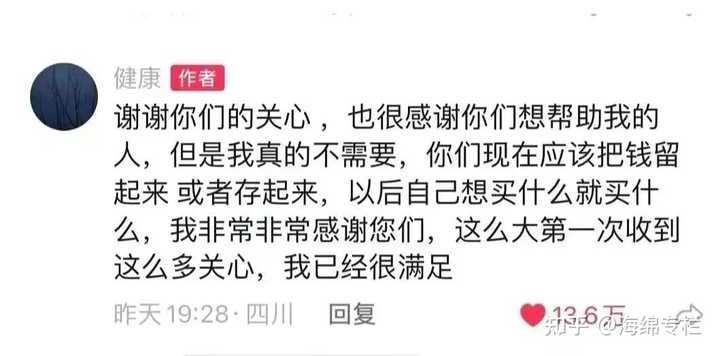 健康 作者
谢谢你们的关心 ，也很感谢你们想帮助我的
人，但是我真的不需要，你们现在应该把钱留
起来 或者存起来，以后自己想买什么就买什
么，我非常非常感谢您们，这么大第一次收到
这么多关心，我已经很满足
昨天 19:28 · 四川 回复 13.6万
知乎 @海绵专栏